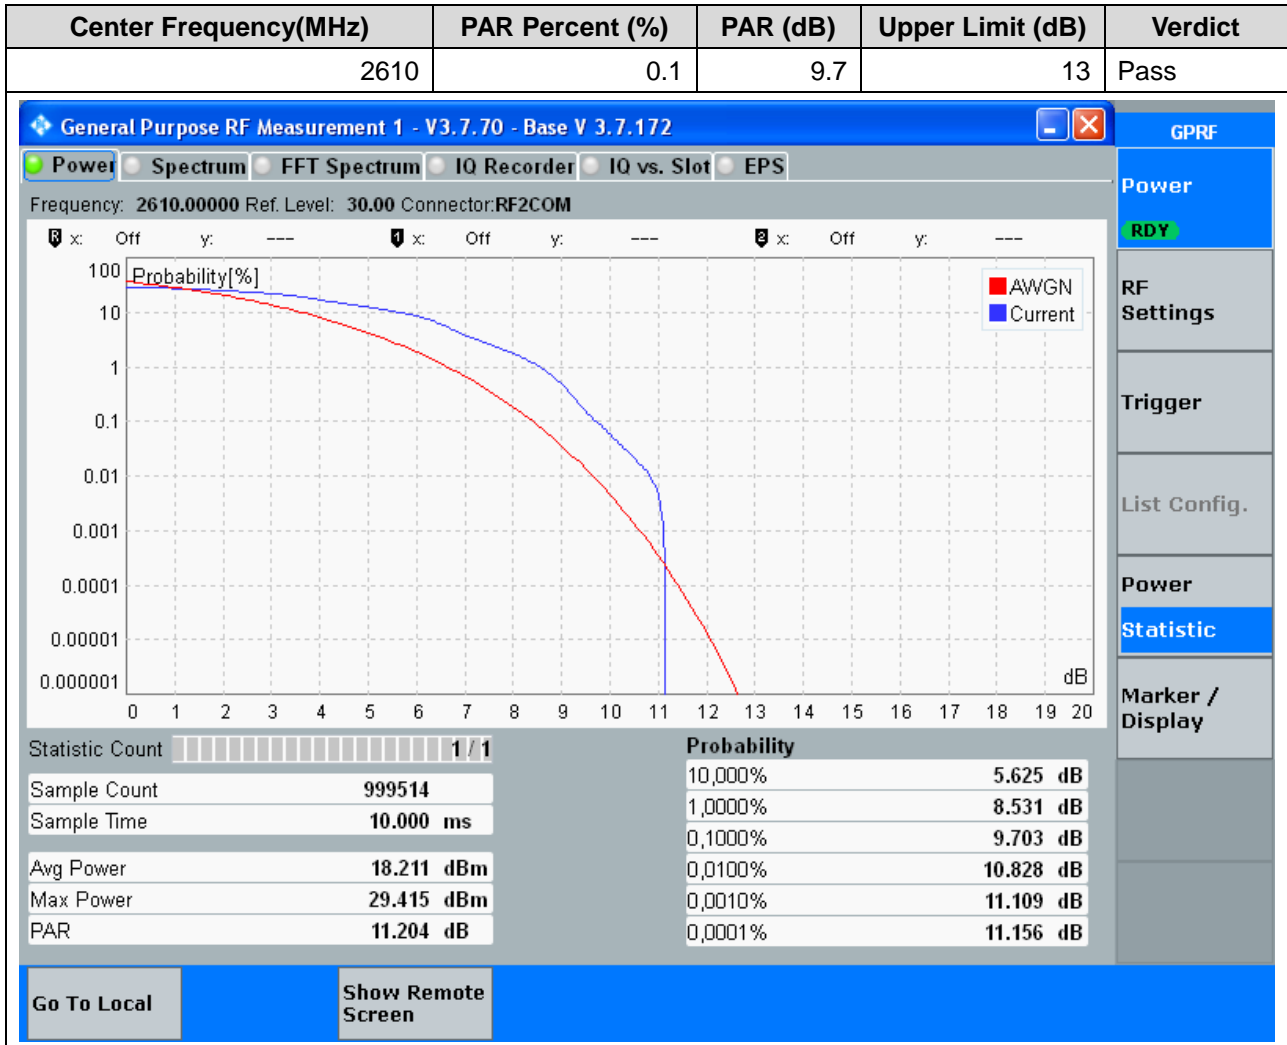 Center Frequency(MHz) PAR Percent (%) PAR (dB) Upper Limit (dB) Verdict
2610 0.1 9.7 13 Pass
General Purpose RF Measurement 1 - V3.7.70 - Base V 3.7.172
GPRF
Power Spectrum FFT Spectrum IQ Recorder IQ vs. Slot EPS
Power
RDY
Frequency: 2610.00000 Ref. Level: 30.00 Connector:RF2COM
R x: Off y: --- 1 x: Off y: --- 2 x: Off y: ---
Probability[%]
AWGN
Current
100
10
1
0.1
0.01
0.001
0.0001
0.00001
0.000001
dB
0 1 2 3 4 5 6 7 8 9 10 11 12 13 14 15 16 17 18 19 20
RF
Settings
Trigger
List Config.
Power
Statistic
Marker /
Display
Statistic Count 1 / 1
Sample Count 999514
Sample Time 10.000 ms
Avg Power 18.211 dBm
Max Power 29.415 dBm
PAR 11.204 dB
Probability
10,000% 5.625 dB
1,0000% 8.531 dB
0,1000% 9.703 dB
0,0100% 10.828 dB
0,0010% 11.109 dB
0,0001% 11.156 dB
Go To Local
Show Remote
Screen